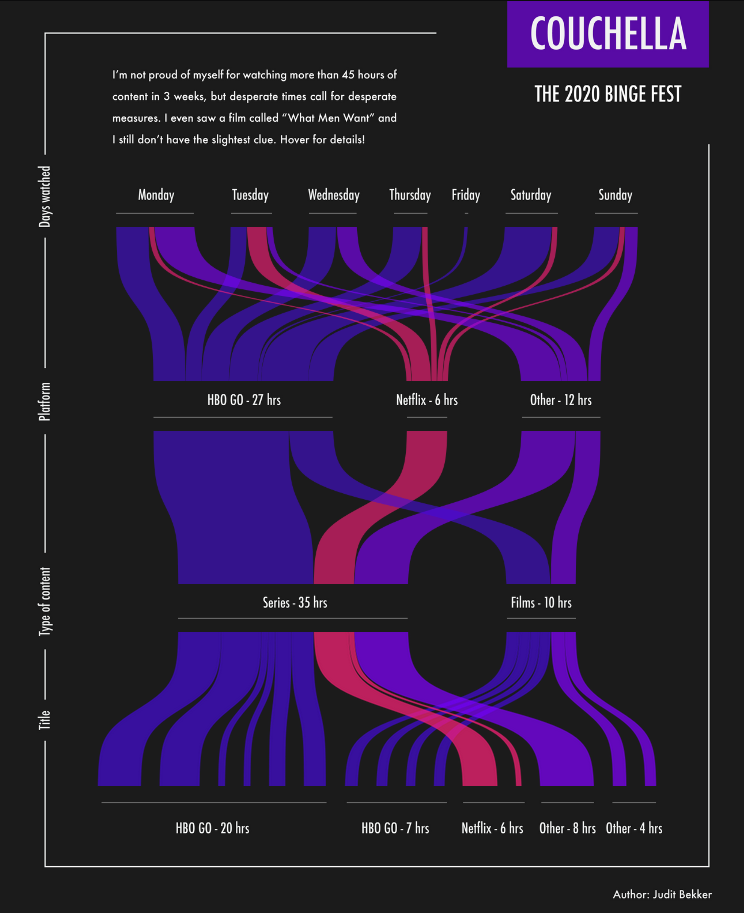 COUCHELLA
THE 2020 BINGE FEST
I'm not proud of myself for watching more than 45 hours of
content in 3 weeks, but desperate times call for desperate
measures. I even saw a film called “What Men Want” and
I still don't have the slightest clue. Hover for details!
Days watched
Monday
Tuesday
Wednesday
Thursday
Friday
Saturday
Sunday
Platform
HBO GO - 27 hrs
Netflix - 6 hrs
Other - 12 hrs
Type of content
Series - 35 hrs
Films - 10 hrs
Title
HBO GO - 20 hrs
HBO GO - 7 hrs
Netflix - 6 hrs
Other - 8 hrs
Other - 4 hrs
Author: Judit Bekker